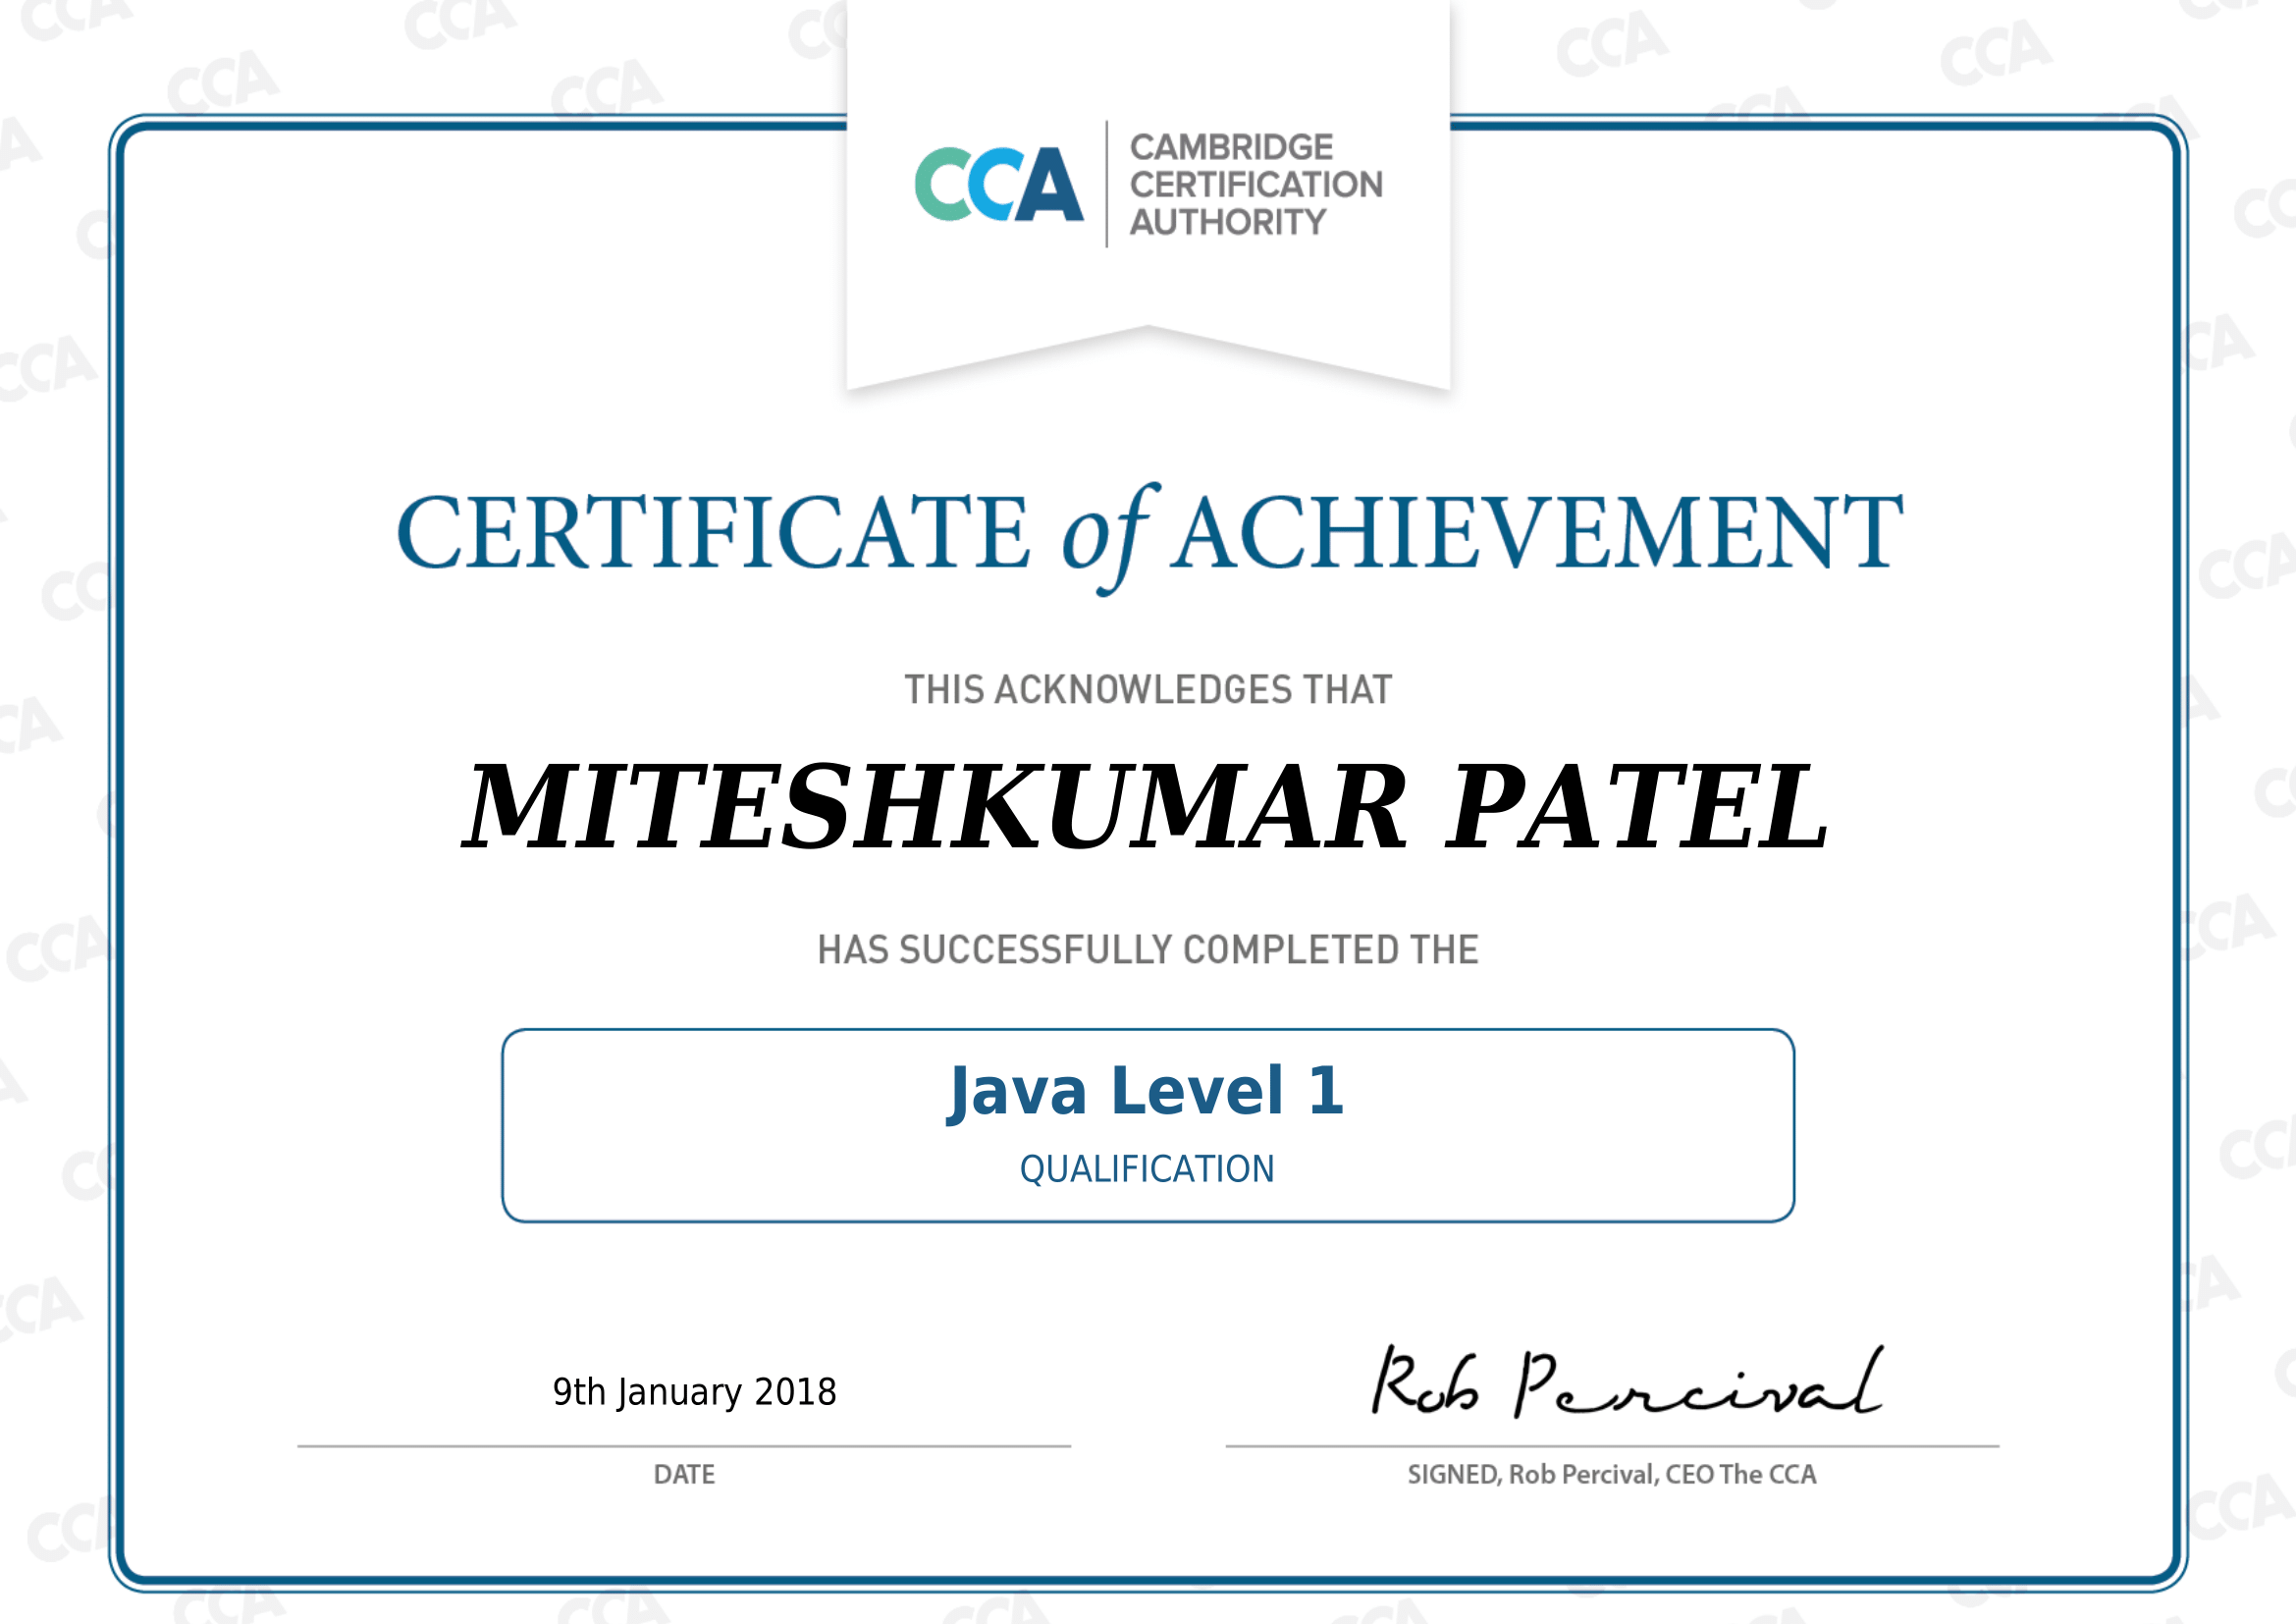 CCA
CAMBRIDGE
CERTIFICATION
AUTHORITY
CERTIFICATE of ACHIEVEMENT
THIS ACKNOWLEDGES THAT
MITESHKUMAR PATEL
HAS SUCCESSFULLY COMPLETED THE
Java Level 1
QUALIFICATION
9th January 2018
Rob Percival
DATE
SIGNED, Rob Percival, CEO The CCA